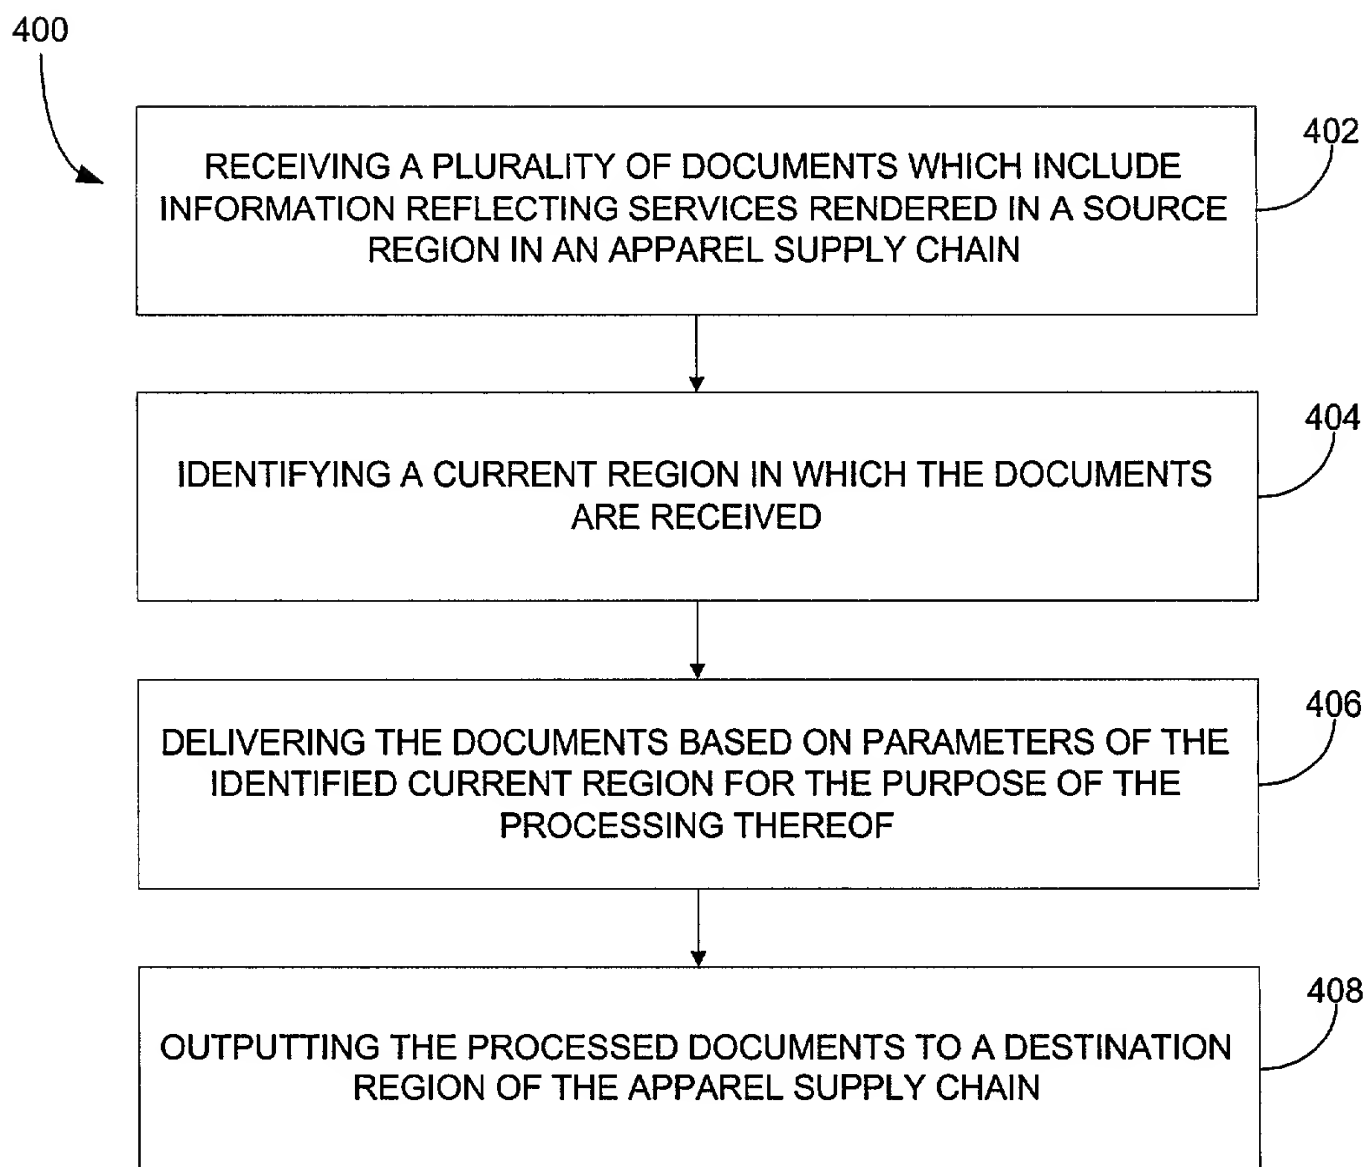 400
RECEIVING A PLURALITY OF DOCUMENTS WHICH INCLUDE
INFORMATION REFLECTING SERVICES RENDERED IN A SOURCE
REGION IN AN APPAREL SUPPLY CHAIN
402
IDENTIFYING A CURRENT REGION IN WHICH THE DOCUMENTS
ARE RECEIVED
404
DELIVERING THE DOCUMENTS BASED ON PARAMETERS OF THE
IDENTIFIED CURRENT REGION FOR THE PURPOSE OF THE
PROCESSING THEREOF
406
OUTPUTTING THE PROCESSED DOCUMENTS TO A DESTINATION
REGION OF THE APPAREL SUPPLY CHAIN
408